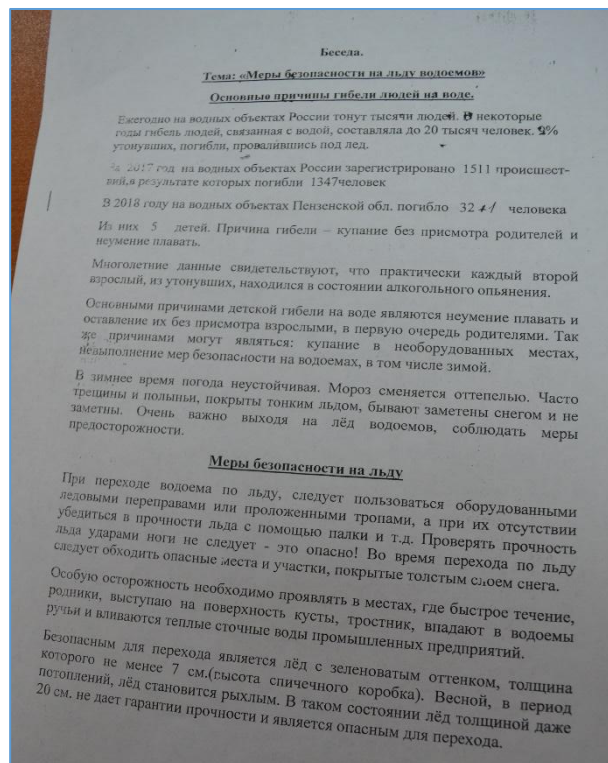 Беседа.
Тема: «Меры безопасности на льду водоемов»
Основные причины гибели людей на воде.
Ежегодно на водных объектах России тонут тысячи людей. В некоторые
годы гибель людей, связанная с водой, составляла до 20 тысяч человек.
утонувших, погибли, провалившись под лед.
За 2017 год на водных объектах России зарегистрировано 1511 происшест-
вий,в результате которых погибли 1347человек
В 2018 году на водных объектах Пензенской обл. погибло 32 человека
Из них 5 детей. Причина гибели – купание без присмотра родителей и
неумение плавать.
Многолетние данные свидетельствуют, что практически каждый второй
взрослый, из утонувших, находился в состоянии алкогольного опьянения.
Основными причинами детской гибели на воде являются неумение плавать и
оставление их без присмотра взрослыми, в первую очередь родителями. Так
же причинами могут являться: купание в необорудованных местах,
невыполнение мер безопасности на водоемах, в том числе зимой.
В зимнее время погода неустойчивая. Мороз сменяется оттепелью. Часто
трещины и полыньи, покрыты тонким льдом, бывают заметены снегом и не
заметны. Очень важно выходя на лёд водоемов, соблюдать меры
предосторожности.
Меры безопасности на льду
При переходе водоема по льду, следует пользоваться оборудованными
ледовыми переправами или проложенными тропами, а при их отсутствии
убедиться в прочности льда с помощью палки и т.д. Проверять прочность
льда ударами ноги не следует - это опасно! Во время перехода по льду
следует обходить опасные места и участки, покрытые толстым слоем снега.
Особую осторожность необходимо проявлять в местах, где быстрое течение,
родники, выступаю на поверхность кусты, тростник, впадают в водоемы
ручьи и вливаются теплые сточные воды промышленных предприятий.
Безопасным для перехода является лёд с зеленоватым оттенком, толщина
которого не менее 7 см.(высота спичечного коробка). Весной, в период
потоплений, лёд становится рыхлым. В таком состоянии лёд толщиной даже
20 см. не дает гарантии прочности и является опасным для перехода.